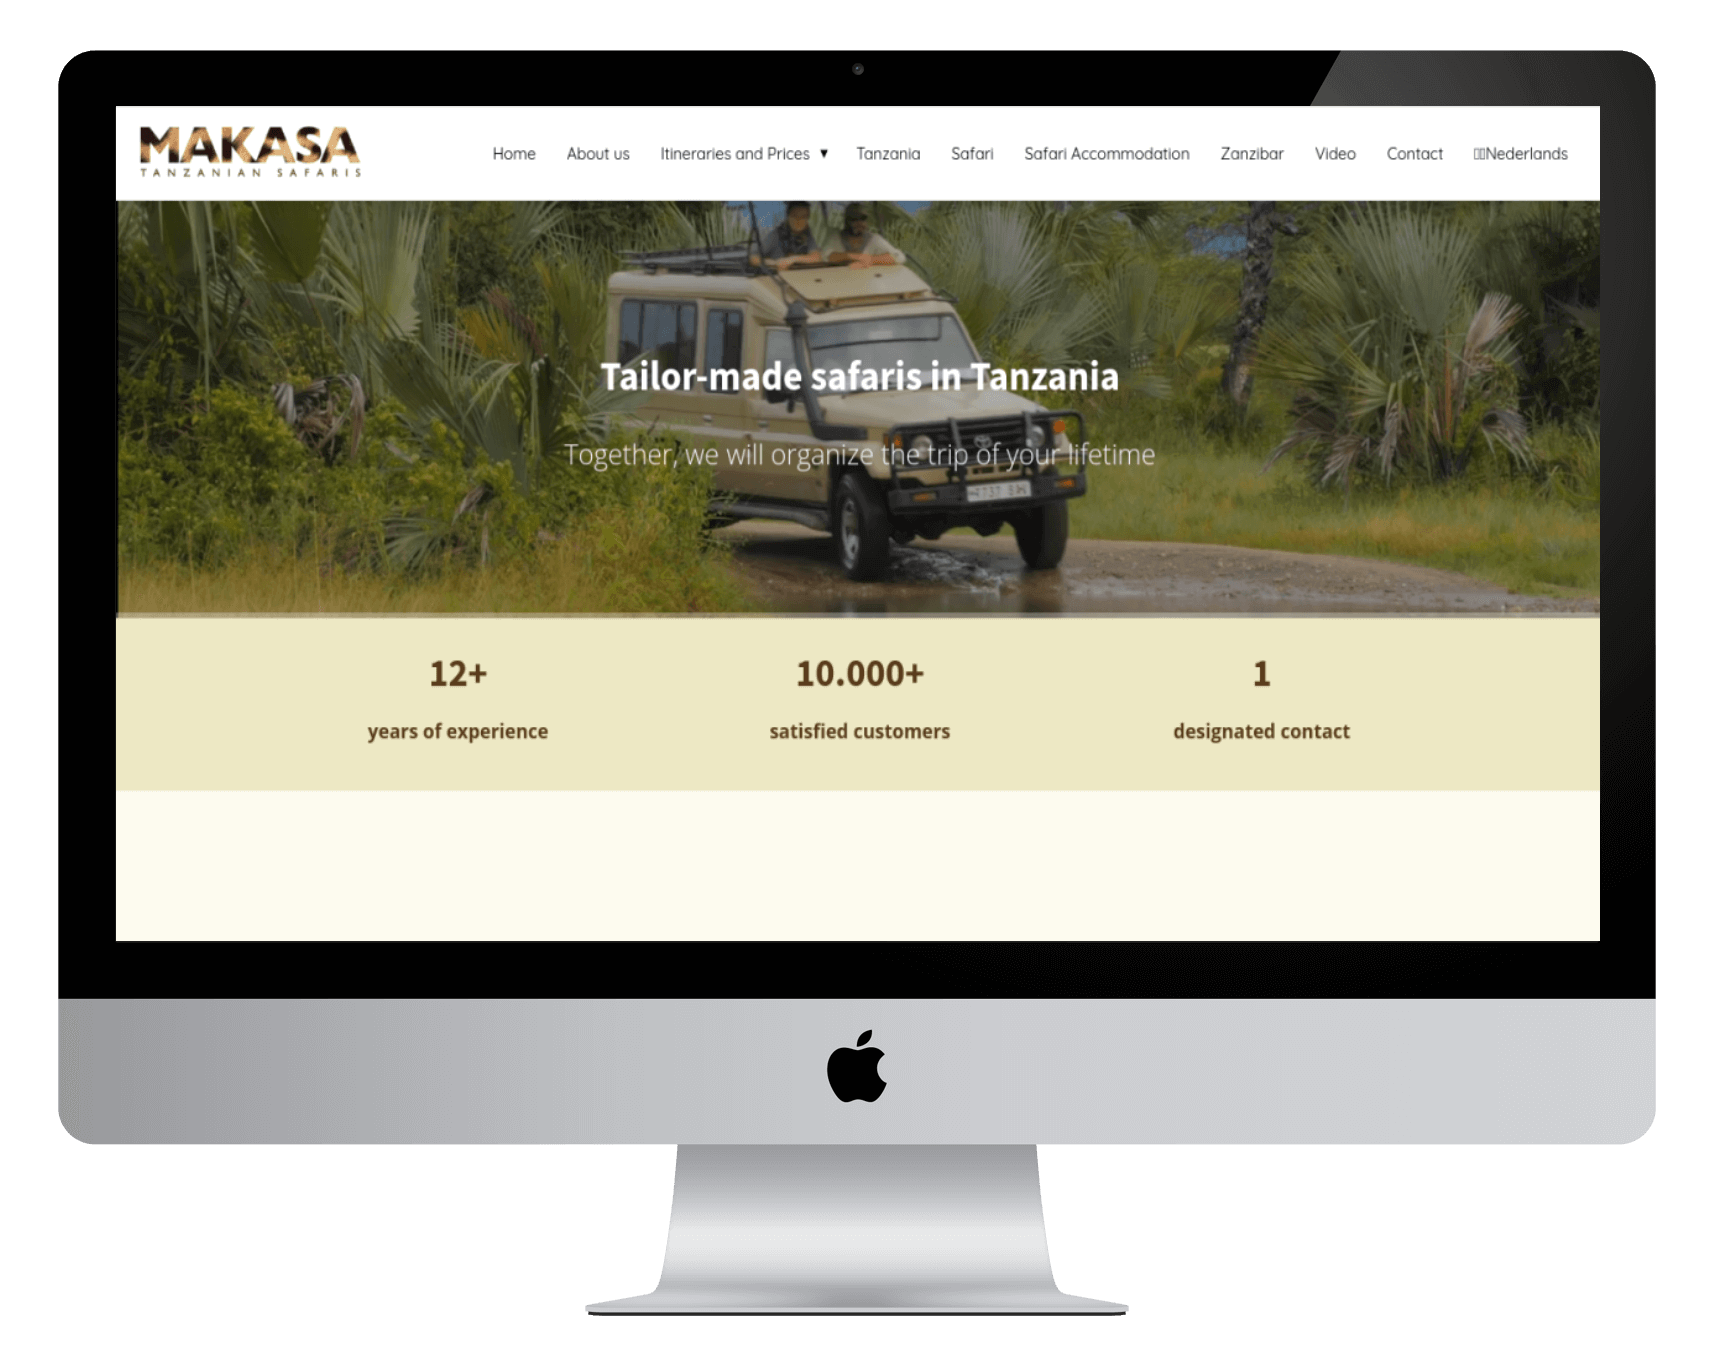 MAKASA
TANZANIAN SAFARIS
Home About us Itineraries and Prices ▼ Tanzania Safari Safari Accommodation Zanzibar Video Contact Nederlands
Tailor-made safaris in Tanzania
Together, we will organize the trip of your lifetime
12+ 10.000+ 1
years of experience satisfied customers designated contact